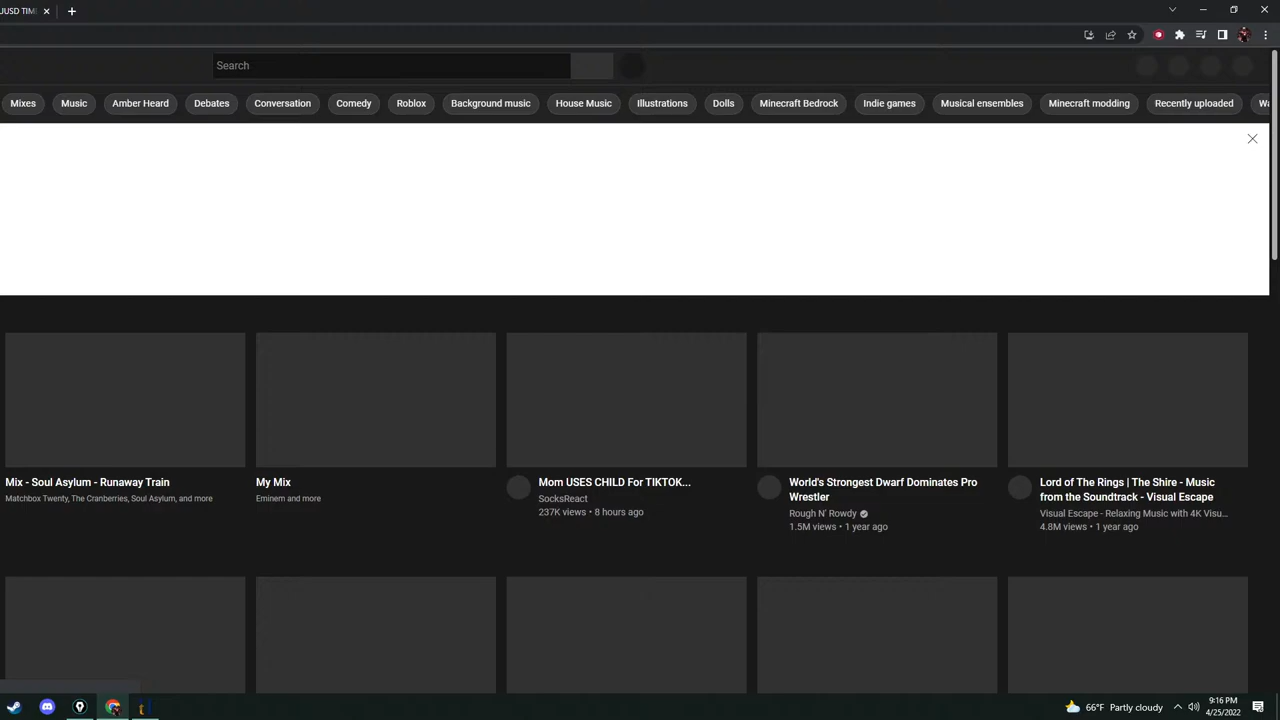 Search
Mixes
Music
Amber Heard
Debates
Conversation
Comedy
Roblox
Background music
House Music
Illustrations
Dolls
Minecraft Bedrock
Indie games
Musical ensembles
Minecraft modding
Recently uploaded
Mix - Soul Asylum - Runaway Train
Matchbox Twenty, The Cranberries, Soul Asylum, and more
My Mix
Eminem and more
Mom USES CHILD For TIKTOK...
SocksReact
237K views • 8 hours ago
World's Strongest Dwarf Dominates Pro
Wrestler
Rough N' Rowdy
1.5M views • 1 year ago
Lord of The Rings | The Shire - Music
from the Soundtrack - Visual Escape
Visual Escape - Relaxing Music with 4K Visu...
4.8M views • 1 year ago
66°F Partly cloudy
9:16 PM
4/25/2022